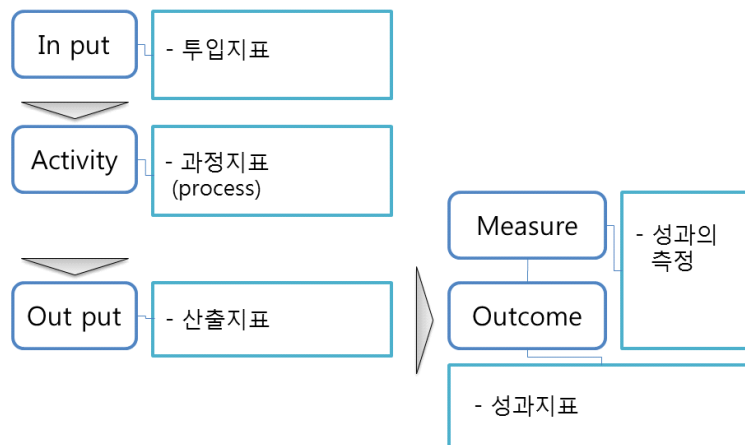 In put
- 투입지표
Activity
- 과정지표
(process)
Out put
- 산출지표
Measure
- 성과의
측정
Outcome
- 성과지표